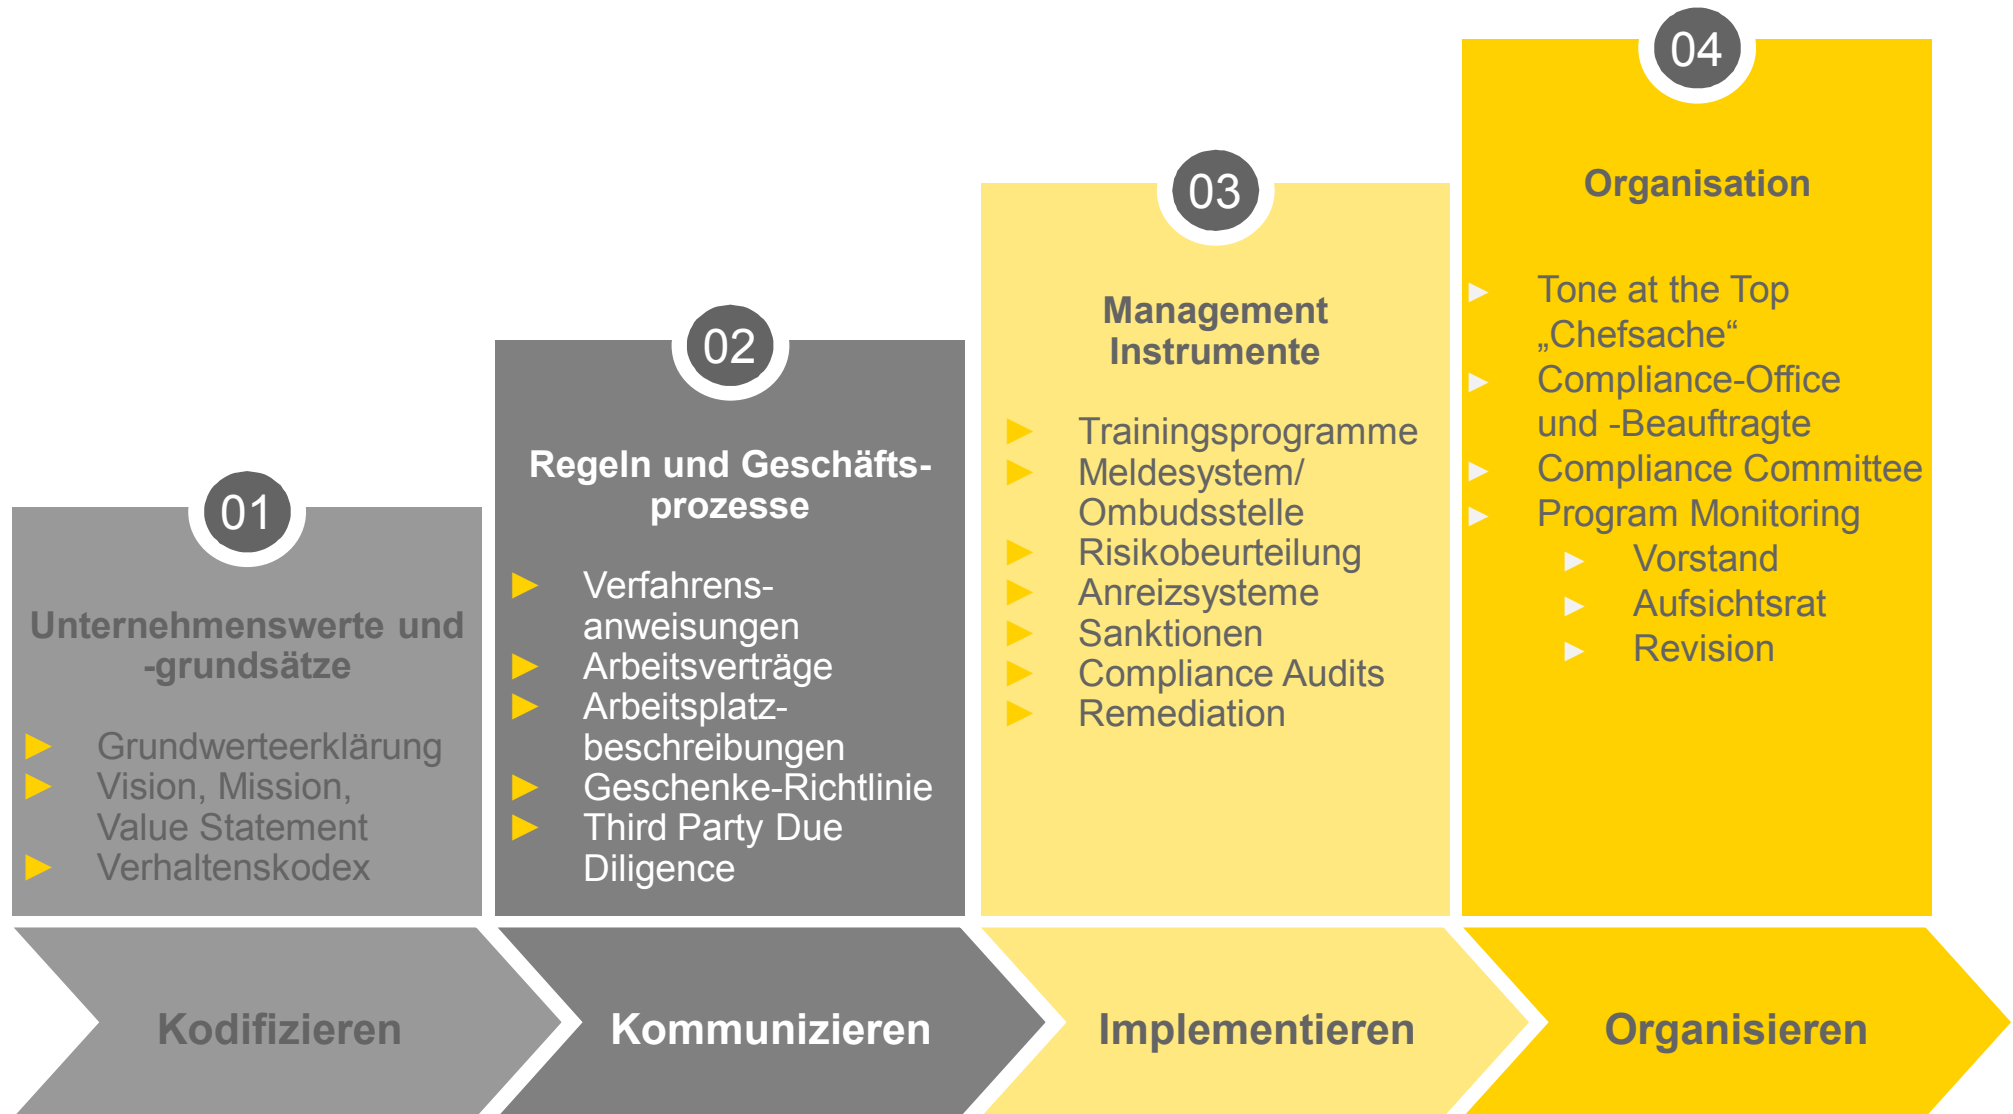 01
Unternehmenswerte und
-grundsätze
► Grundwerteerklärung
► Vision, Mission,
Value Statement
► Verhaltenskodex
Kodifizieren
02
Regeln und Geschäfts-
prozesse
► Verfahrens-
anweisungen
► Arbeitsverträge
► Arbeitsplatz-
beschreibungen
► Geschenke-Richtlinie
► Third Party Due
Diligence
Kommunizieren
03
Management
Instrumente
► Trainingsprogramme
► Meldesystem/
Ombudsstelle
► Risikobeurteilung
► Anreizsysteme
► Sanktionen
► Compliance Audits
► Remediation
Implementieren
04
Organisation
► Tone at the Top
„Chefsache“
► Compliance-Office
und -Beauftragte
► Compliance Committee
► Program Monitoring
► Vorstand
► Aufsichtsrat
► Revision
Organisieren